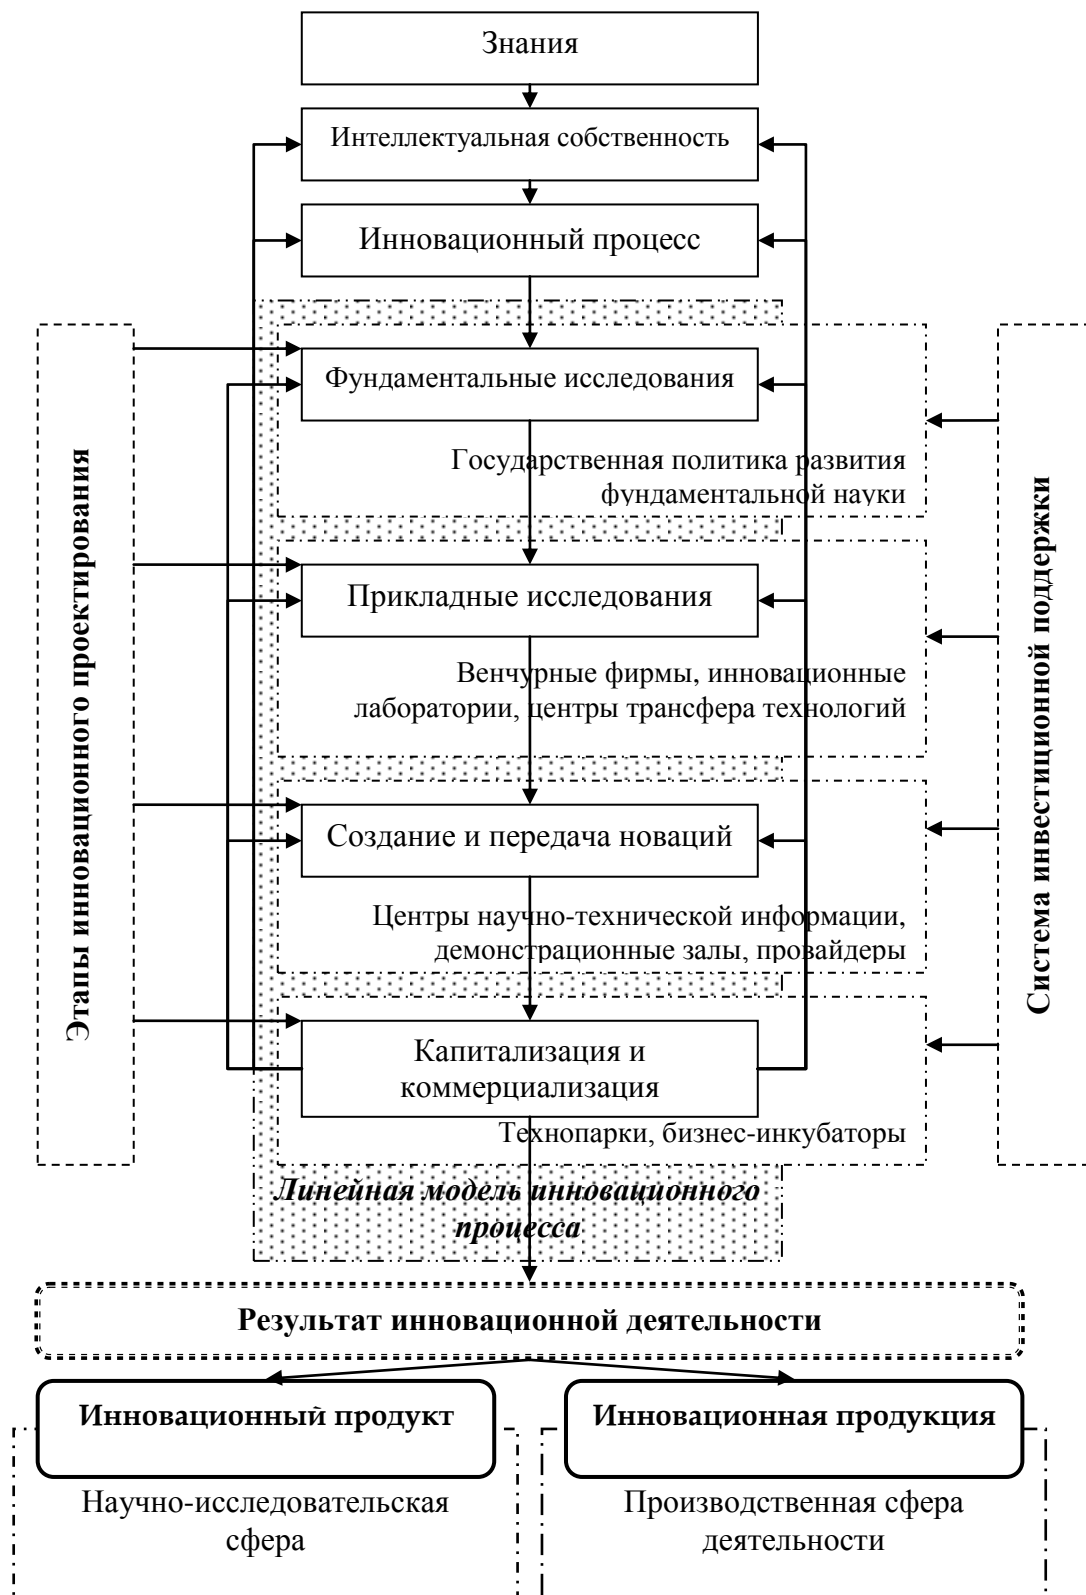 Знания
Интеллектуальная собственность
Инновационный процесс
Этапы инновационного проектирования
Фундаментальные исследования
Государственная политика развития
фундаментальной науки
Прикладные исследования
Венчурные фирмы, инновационные
лаборатории, центры трансфера технологий
Создание и передача новаций
Центры научно-технической информации,
демонстрационные залы, провайдеры
Капитализация и
коммерциализация
Технопарки, бизнес-инкубаторы
Система инвестиционной поддержки
Линейная модель инновационного
процесса
Результат инновационной деятельности
Инновационный продукт
Научно-исследовательская
сфера
Инновационная продукция
Производственная сфера
деятельности